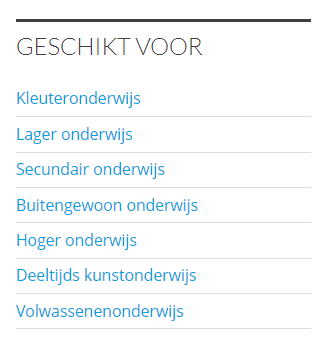 GESCHIKT VOOR
Kleuteronderwijs
Lager onderwijs
Secundair onderwijs
Buitengewoon onderwijs
Hoger onderwijs
Deeltijds kunstonderwijs
Volwassenenonderwijs